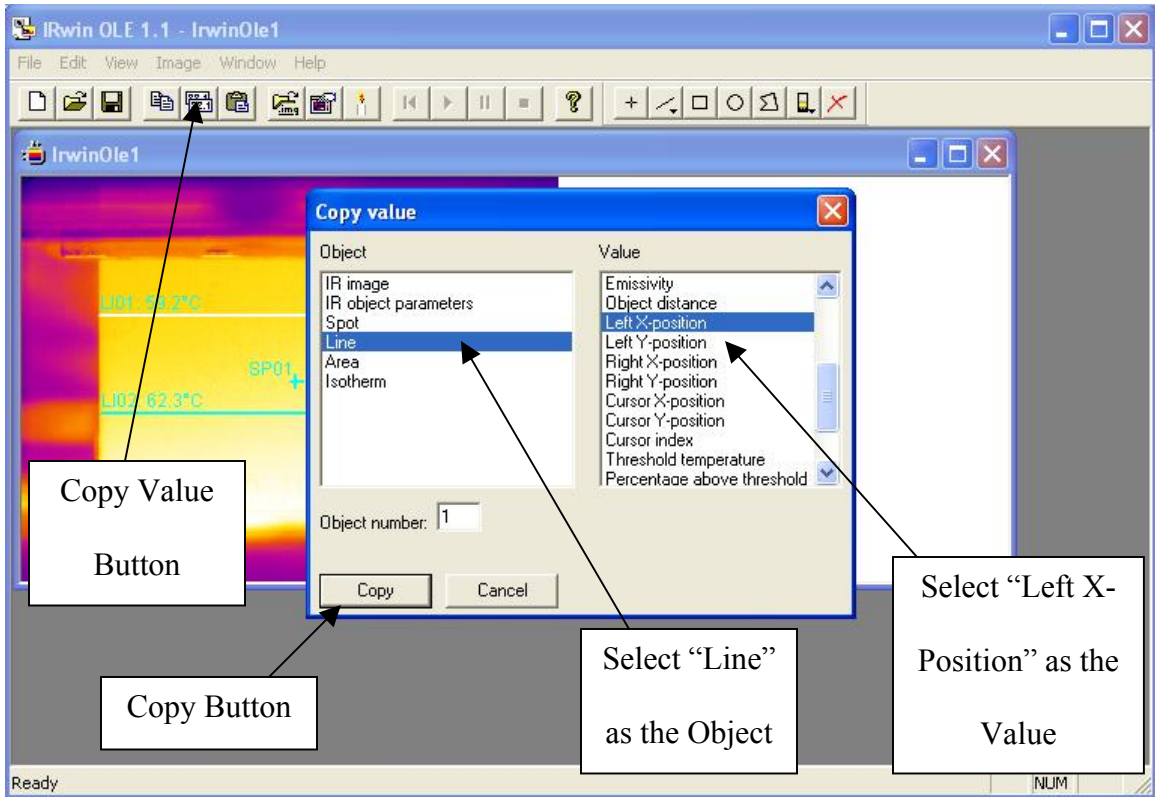 IRwin OLE 1.1 - IrwinOle1
File Edit View Image Window Help
IrwinOle1
LI01: 59.2°C
SP01
LI02: 62.3°C
Copy value
Object
IR image
IR object parameters
Spot
Line
Area
Isotherm
Value
Emissivity
Object distance
Left X-position
Left Y-position
Right X-position
Right Y-position
Cursor X-position
Cursor Y-position
Cursor index
Threshold temperature
Percentage above threshold
Object number: 1
Copy Cancel
Copy Value
Button
Copy Button
Select “Line”
as the Object
Select “Left X-
Position” as the
Value
Ready NUM